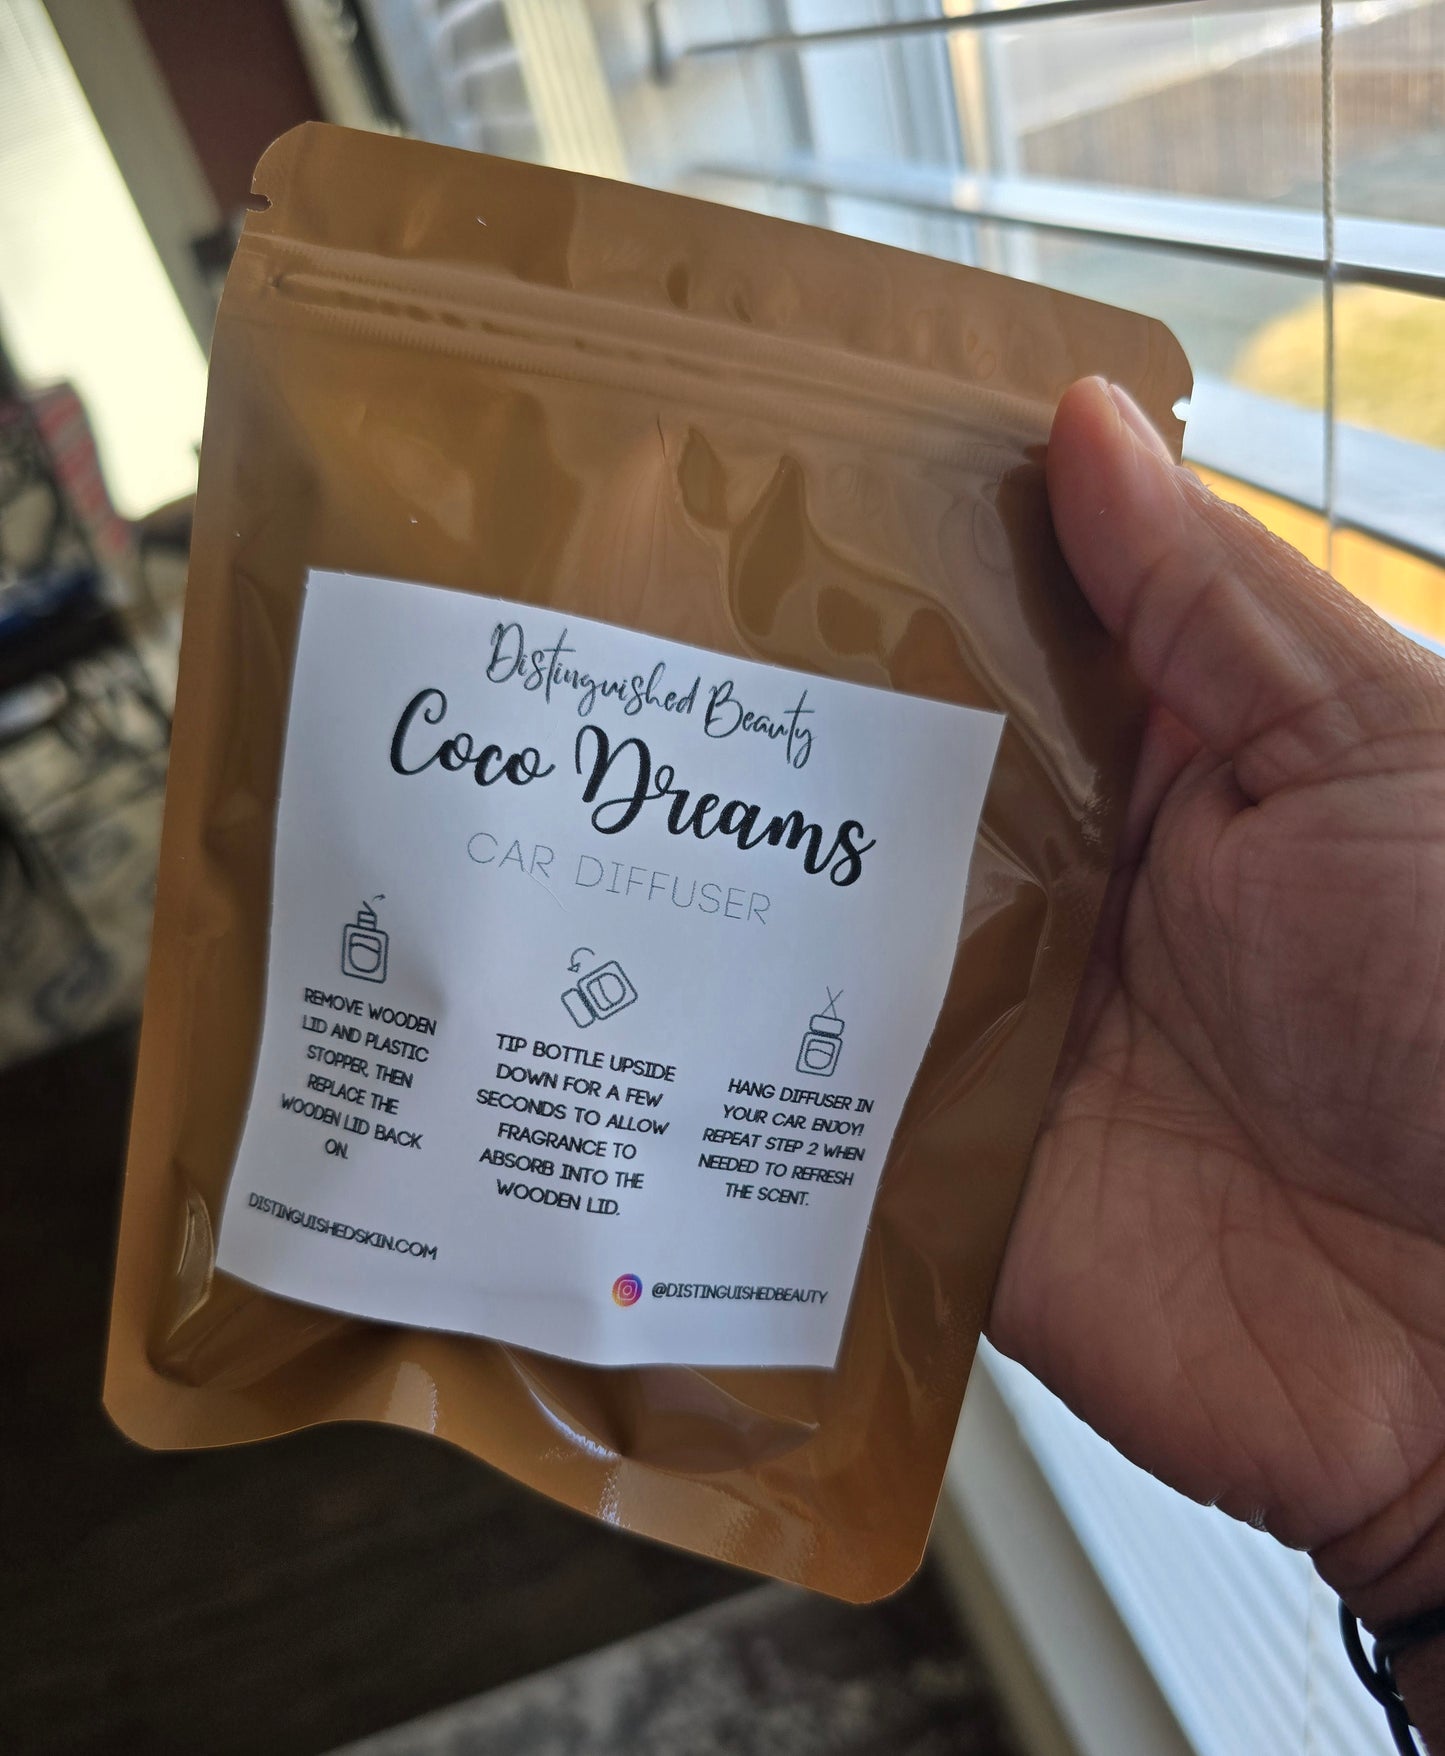 Distinguished Beauty
Coco Dreams
CAR DIFFUSER
REMOVE WOODEN
LID AND PLASTIC
STOPPER, THEN
REPLACE THE
WOODEN LID BACK
ON.
TIP BOTTLE UPSIDE
DOWN FOR A FEW
SECONDS TO ALLOW
FRAGRANCE TO
ABSORB INTO THE
WOODEN LID.
HANG DIFFUSER IN
YOUR CAR. ENJOY!
REPEAT STEP 2 WHEN
NEEDED TO REFRESH
THE SCENT.
DISTINGUISHEDSKIN.COM
@DISTINGUISHEDBEAUTY